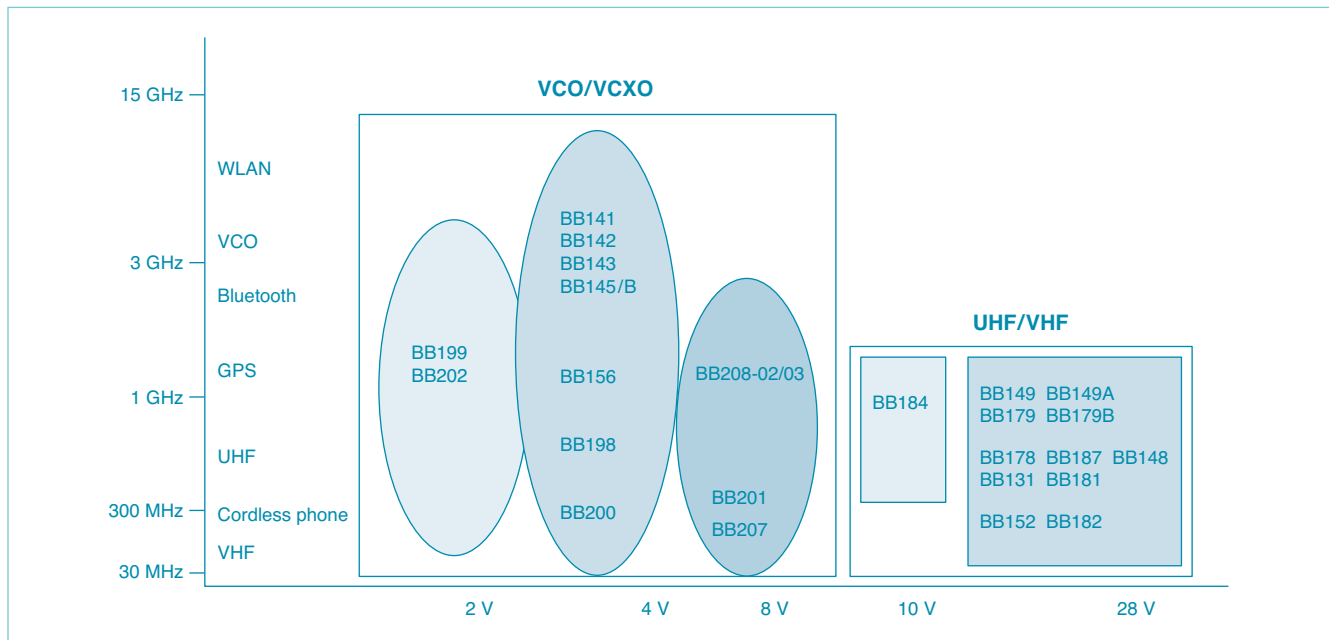 VCO/VCXO
15 GHz
WLAN
VCO
3 GHz
Bluetooth
GPS
1 GHz
UHF
300 MHz
Cordless phone
VHF
30 MHz
BB199
BB202
BB141
BB142
BB143
BB145/B
BB156
BB198
BB200
BB208-02/03
BB201
BB207
UHF/VHF
BB184
BB149 BB149A
BB179 BB179B
BB178 BB187 BB148
BB131 BB181
BB152 BB182
2 V 4 V 8 V 10 V 28 V